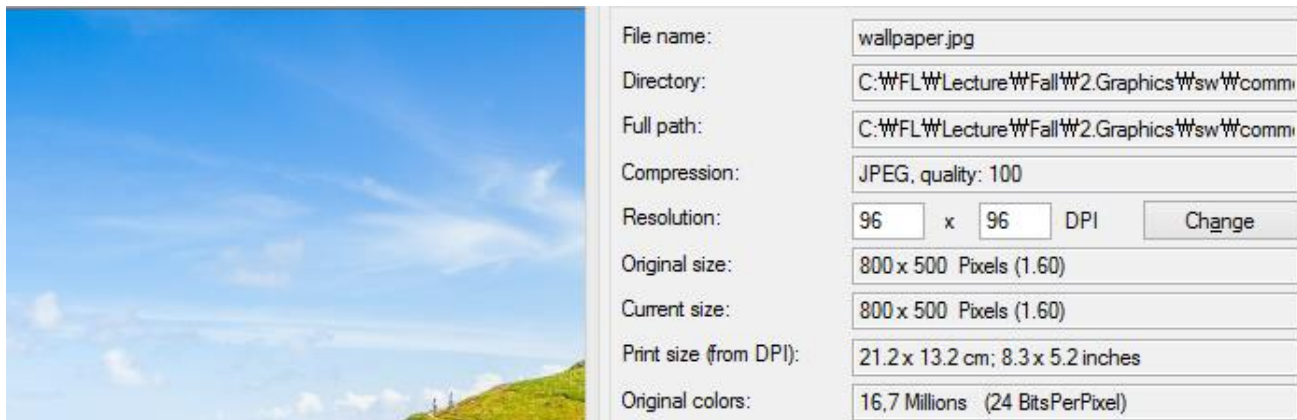 File name: wallpaper.jpg
Directory: C:₩FL₩Lecture₩Fall₩2.Graphics₩sw₩comm
Full path: C:₩FL₩Lecture₩Fall₩2.Graphics₩sw₩comm
Compression: JPEG, quality: 100
Resolution: 96 x 96 DPI Change
Original size: 800 x 500 Pixels (1.60)
Current size: 800 x 500 Pixels (1.60)
Print size (from DPI): 21.2 x 13.2 cm; 8.3 x 5.2 inches
Original colors: 16,7 Millions (24 BitsPerPixel)